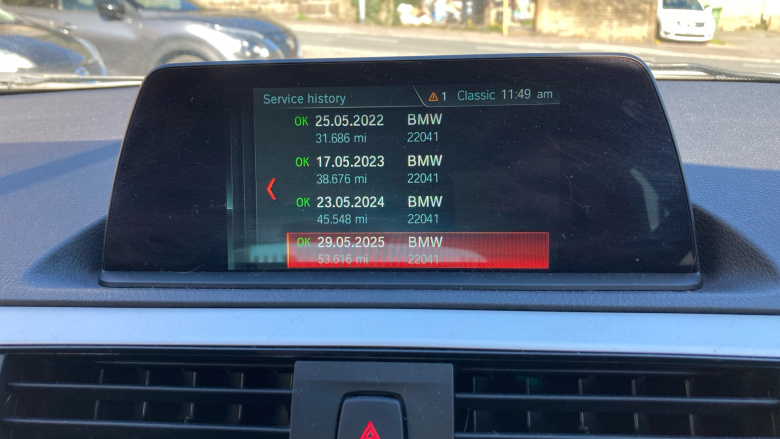 Service history 1 Classic 11:49 am
OK 25.05.2022 BMW
31.686 mi 22041
OK 17.05.2023 BMW
38.676 mi 22041
OK 23.05.2024 BMW
45.548 mi 22041
OK 29.05.2025 BMW
53.616 mi 22041